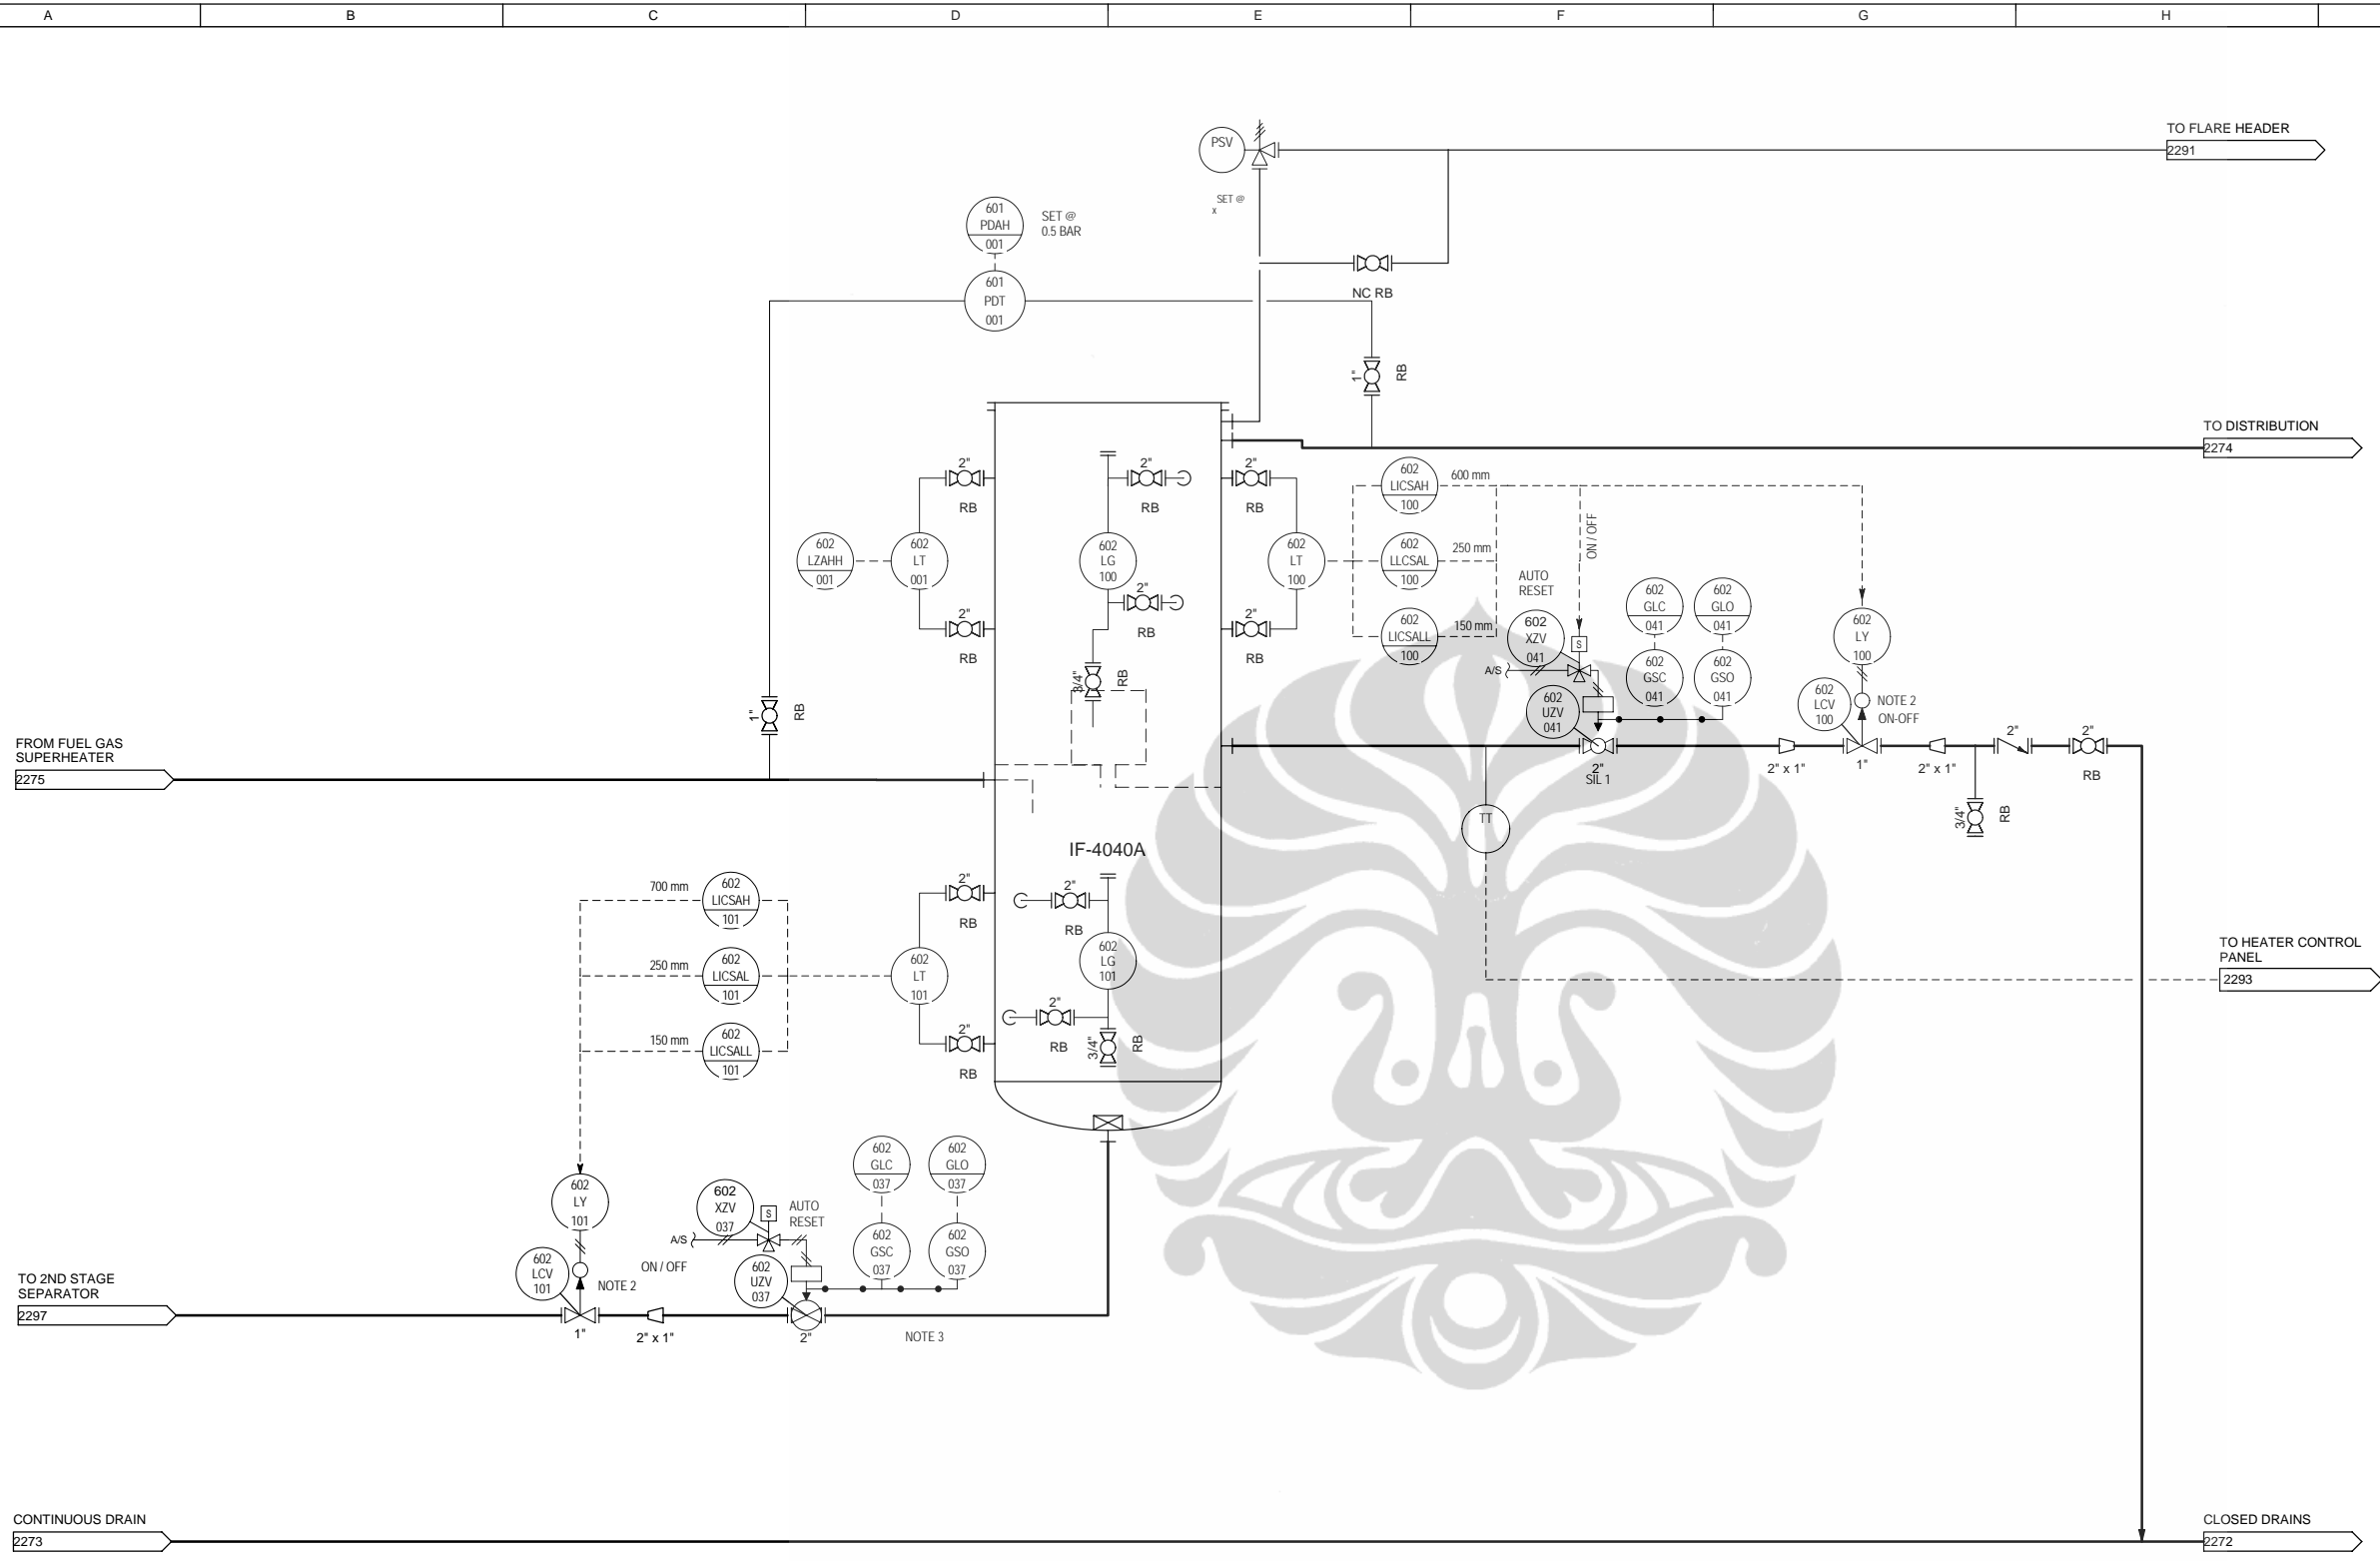 A
B
C
D
E
F
G
H
TO FLARE HEADER
2291
PSV
SET @
x
601
PDAH
001
SET @
0.5 BAR
601
PDT
001
NC RB
1"
RB
TO DISTRIBUTION
2274
2"
RB
2"
RB
2"
RB
602
LICSAH
100
600 mm
602
LZAHH
001
602
LT
001
602
LG
100
602
LT
100
602
LLCSAL
100
250 mm
ON / OFF
AUTO
RESET
2"
RB
2"
RB
2"
RB
602
LICSALL
100
150 mm
602
XZV
041
S
A/S
602
GLC
041
602
GLO
041
602
GSC
041
602
GSO
041
602
UZV
041
602
LY
100
602
LCV
100
NOTE 2
ON-OFF
3/4"
RB
1"
RB
FROM FUEL GAS
SUPERHEATER
2275
2"
SIL 1
2" x 1"
1"
2" x 1"
2"
2"
RB
3/4"
RB
TT
IF-4040A
700 mm
602
LICSAH
101
2"
RB
2"
RB
250 mm
602
LICSAL
101
602
LT
101
602
LG
101
TO HEATER CONTROL
PANEL
2293
150 mm
602
LICSALL
101
2"
RB
2"
RB
3/4"
RB
602
LY
101
602
XZV
037
S
AUTO
RESET
A/S
602
GLC
037
602
GLO
037
602
GSC
037
602
GSO
037
602
LCV
101
NOTE 2
ON / OFF
602
UZV
037
TO 2ND STAGE
SEPARATOR
2297
1"
2" x 1"
2"
NOTE 3
CONTINUOUS DRAIN
2273
CLOSED DRAINS
2272